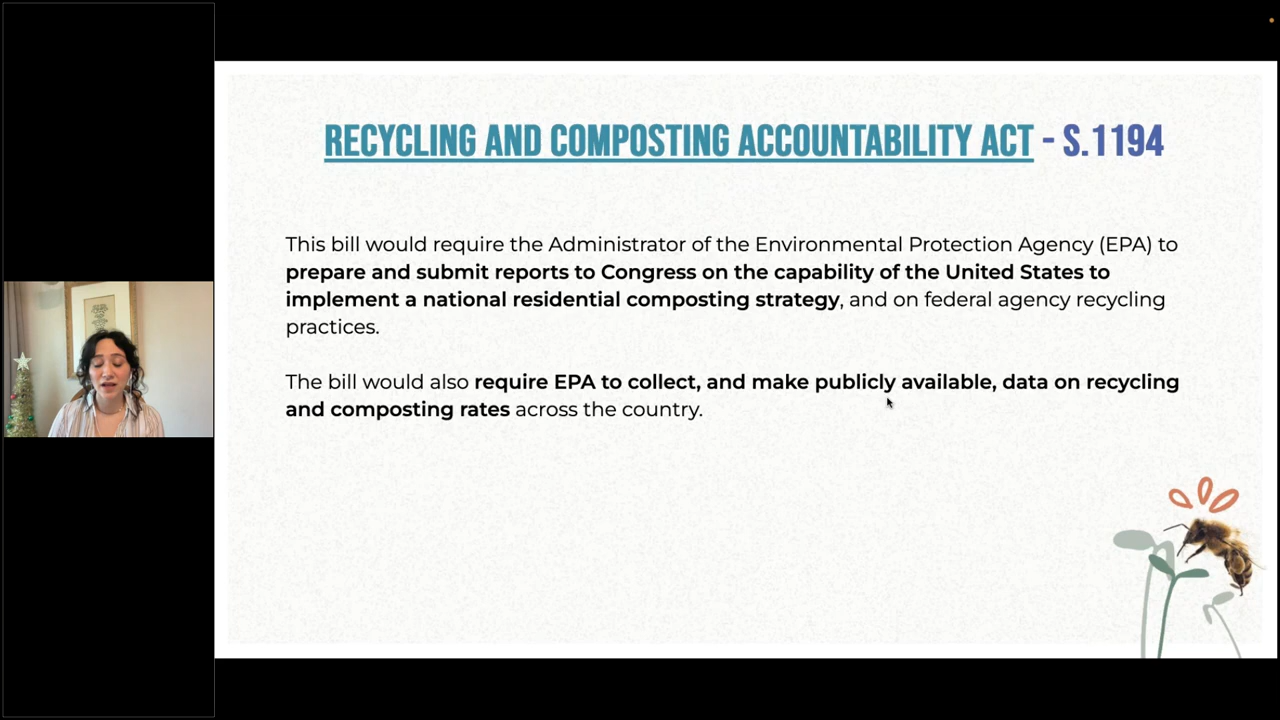 RECYCLING AND COMPOSTING ACCOUNTABILITY ACT - S.1194
This bill would require the Administrator of the Environmental Protection Agency (EPA) to
prepare and submit reports to Congress on the capability of the United States to
implement a national residential composting strategy, and on federal agency recycling
practices.
The bill would also require EPA to collect, and make publicly available, data on recycling
and composting rates across the country.